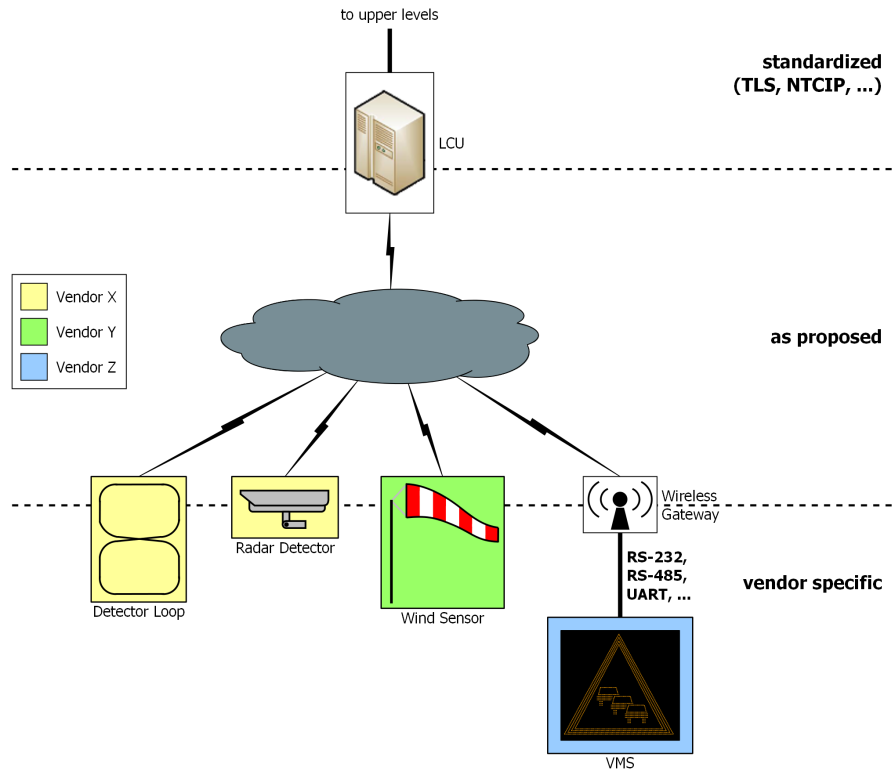 to upper levels
standardized
(TLS, NTCIP, ...)
LCU
Vendor X
Vendor Y
Vendor Z
as proposed
Wireless
Gateway
Radar Detector
RS-232,
RS-485,
UART, ...
vendor specific
Detector Loop
Wind Sensor
VMS